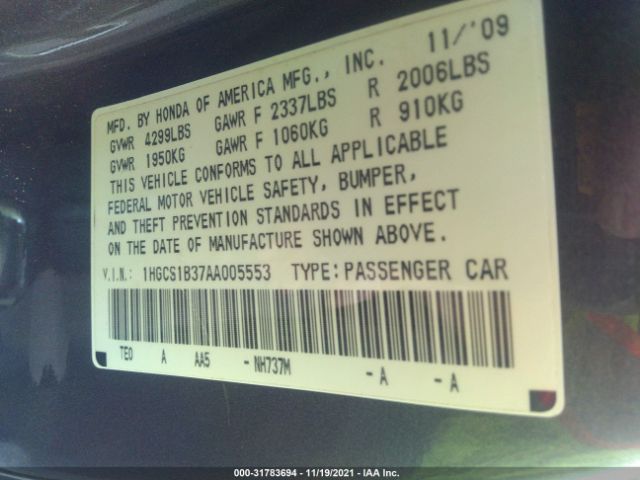 MFD. BY HONDA OF AMERICA MFG., INC. 11/'09
GVWR 4299LBS GAWR F 2337LBS R 2006LBS
GVWR 1950KG GAWR F 1060KG R 910KG
THIS VEHICLE CONFORMS TO ALL APPLICABLE
FEDERAL MOTOR VEHICLE SAFETY, BUMPER,
AND THEFT PREVENTION STANDARDS IN EFFECT
ON THE DATE OF MANUFACTURE SHOWN ABOVE.
V.I.N.: 1HGCS1B37AA005553 TYPE:PASSENGER CAR
TE0 A AA5 - NH737M - A - A
000-31783694 - 11/19/2021 - IAA Inc.